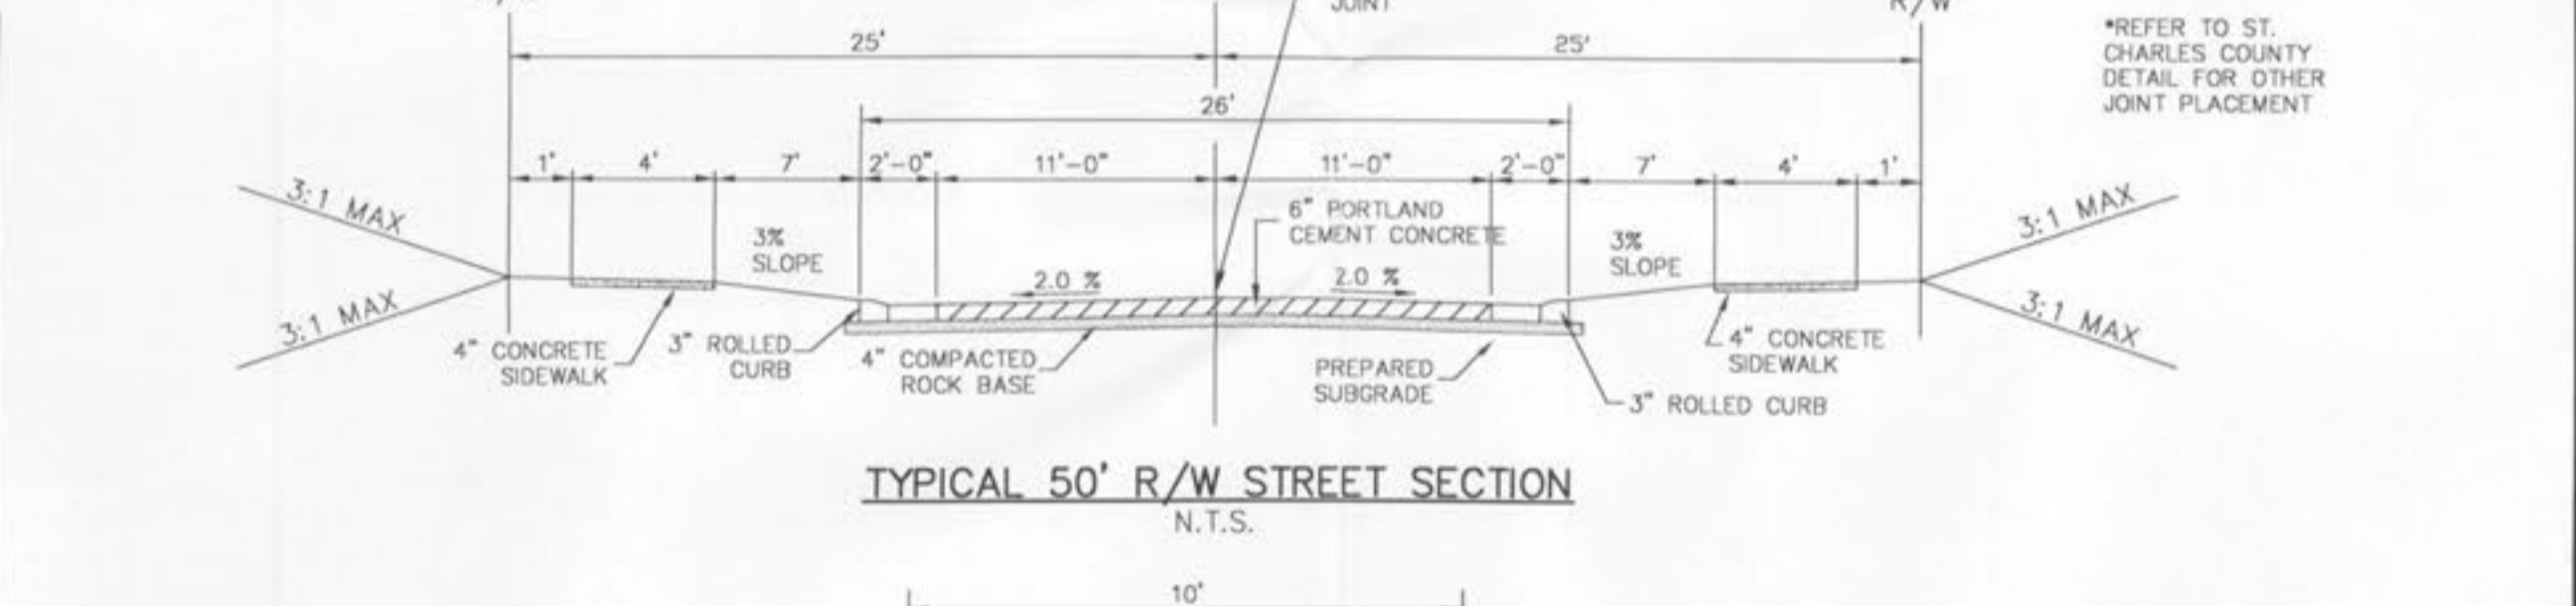 JOINT
R/W
*REFER TO ST.
CHARLES COUNTY
DETAIL FOR OTHER
JOINT PLACEMENT
25'
25'
26'
1'
4'
7'
2'-0"
11'-0"
11'-0"
2'-0"
7'
4'
1'
3:1 MAX
3:1 MAX
3%
SLOPE
6" PORTLAND
CEMENT CONCRETE
3%
SLOPE
2.0 %
2.0 %
3:1 MAX
3:1 MAX
4" CONCRETE
SIDEWALK
3" ROLLED
CURB
4" COMPACTED
ROCK BASE
PREPARED
SUBGRADE
4" CONCRETE
SIDEWALK
3" ROLLED CURB
TYPICAL 50' R/W STREET SECTION
N.T.S.
10'